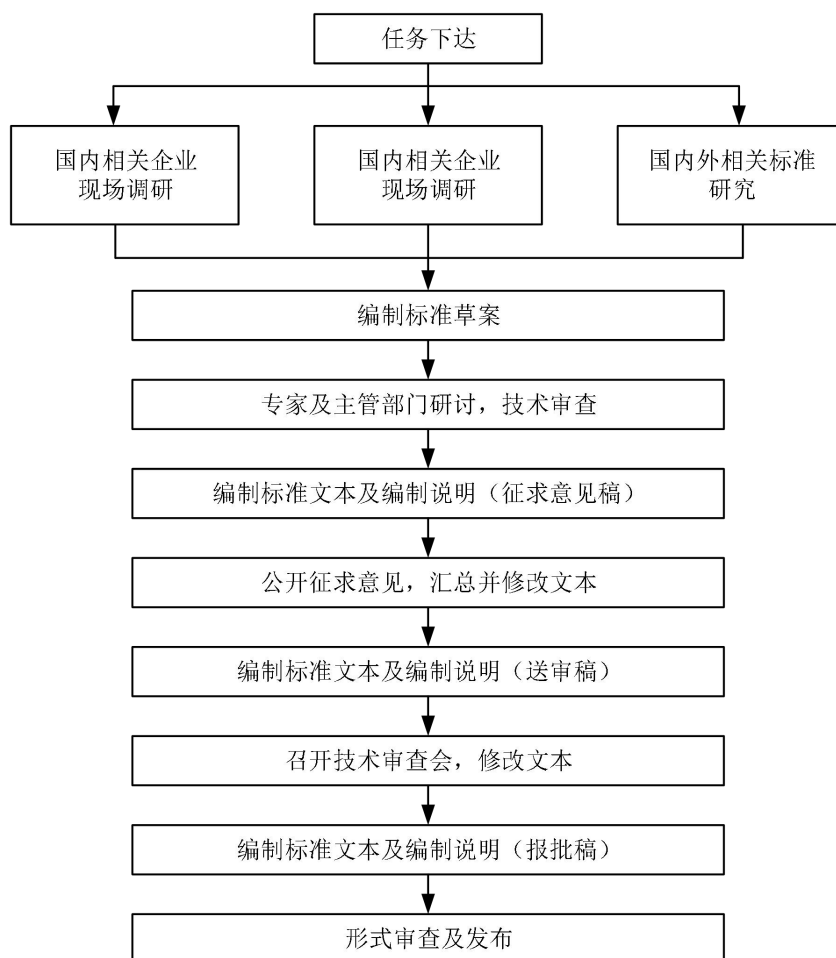 任务下达
国内相关企业
现场调研
国内相关企业
现场调研
国内外相关标准
研究
编制标准草案
专家及主管部门研讨，技术审查
编制标准文本及编制说明（征求意见稿）
公开征求意见，汇总并修改文本
编制标准文本及编制说明（送审稿）
召开技术审查会，修改文本
编制标准文本及编制说明（报批稿）
形式审查及发布